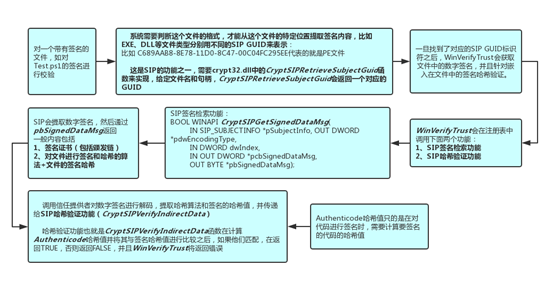 对一个带有签名的
文件，如对
Test.ps1的签名进
行校验
系统需要判断这个文件的格式，才能从这个文件的特定位置提取签名内容，比如
EXE、DLL等文件类型分别用不同的SIP GUID来表示：
比如 C689AAB8-8E78-11D0-8C47-00C04FC295EE代表的就是PE文件
这是SIP的功能之一，需要crypt32.dll中的CryptSIPRetrieveSubjectGuid函
数来实现，给定文件名和句柄，CryptSIPRetrieveSubjectGuid会返回一个对应的
GUID
一旦找到了对应的SIP GUID标识
符之后，WinVerifyTrust会获取
文件中的数字签名，并且针对嵌
入在文件中的签名哈希验证。
WinVerifyTrust会在注册表中
调用下面两个功能：
1、SIP签名检索功能
2、SIP哈希验证功能
SIP签名检索功能：
BOOL WINAPI CryptSIPGetSignedDataMsg(
IN SIP_SUBJECTINFO *pSubjectInfo, OUT DWORD
*pdwEncodingType,
IN DWORD dwIndex,
IN OUT DWORD *pcbSignedDataMsg,
OUT BYTE *pbSignedDataMsg);
SIP会提取数字签名，然后通过
pbSignedDataMsg返回
一般内容包括
1、签名证书（包括颁发链）
2、对文件进行签名和哈希的算
法+文件的签名哈希
调用信任提供者对数字签名进行解码，提取哈希算法和签名的哈希值，并传递
给SIP哈希验证功能（CryptSIPVerifyIndirectData）
哈希验证功能也就是CryptSIPVerifyIndirectData函数在计算
Authenticode哈希值并将其与签名哈希值进行比较之后，如果他们匹配，在返
回TRUE，否则返回FALSE，并且WinVerifyTrust将返回错误
Authenticode哈希值只的是在对
代码进行签名时，需要计算要签名
的代码的哈希值